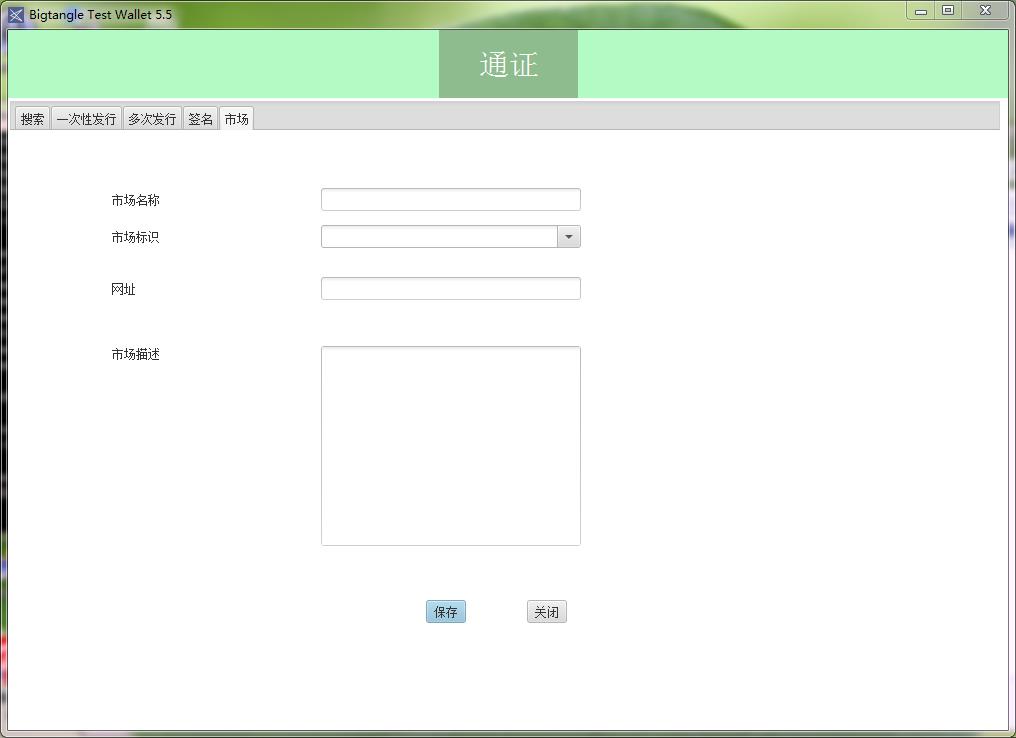 Bigtangle Test Wallet 5.5
通证
搜索 一次性发行 多次发行 签名 市场
市场名称
市场标识
网址
市场描述
保存 关闭